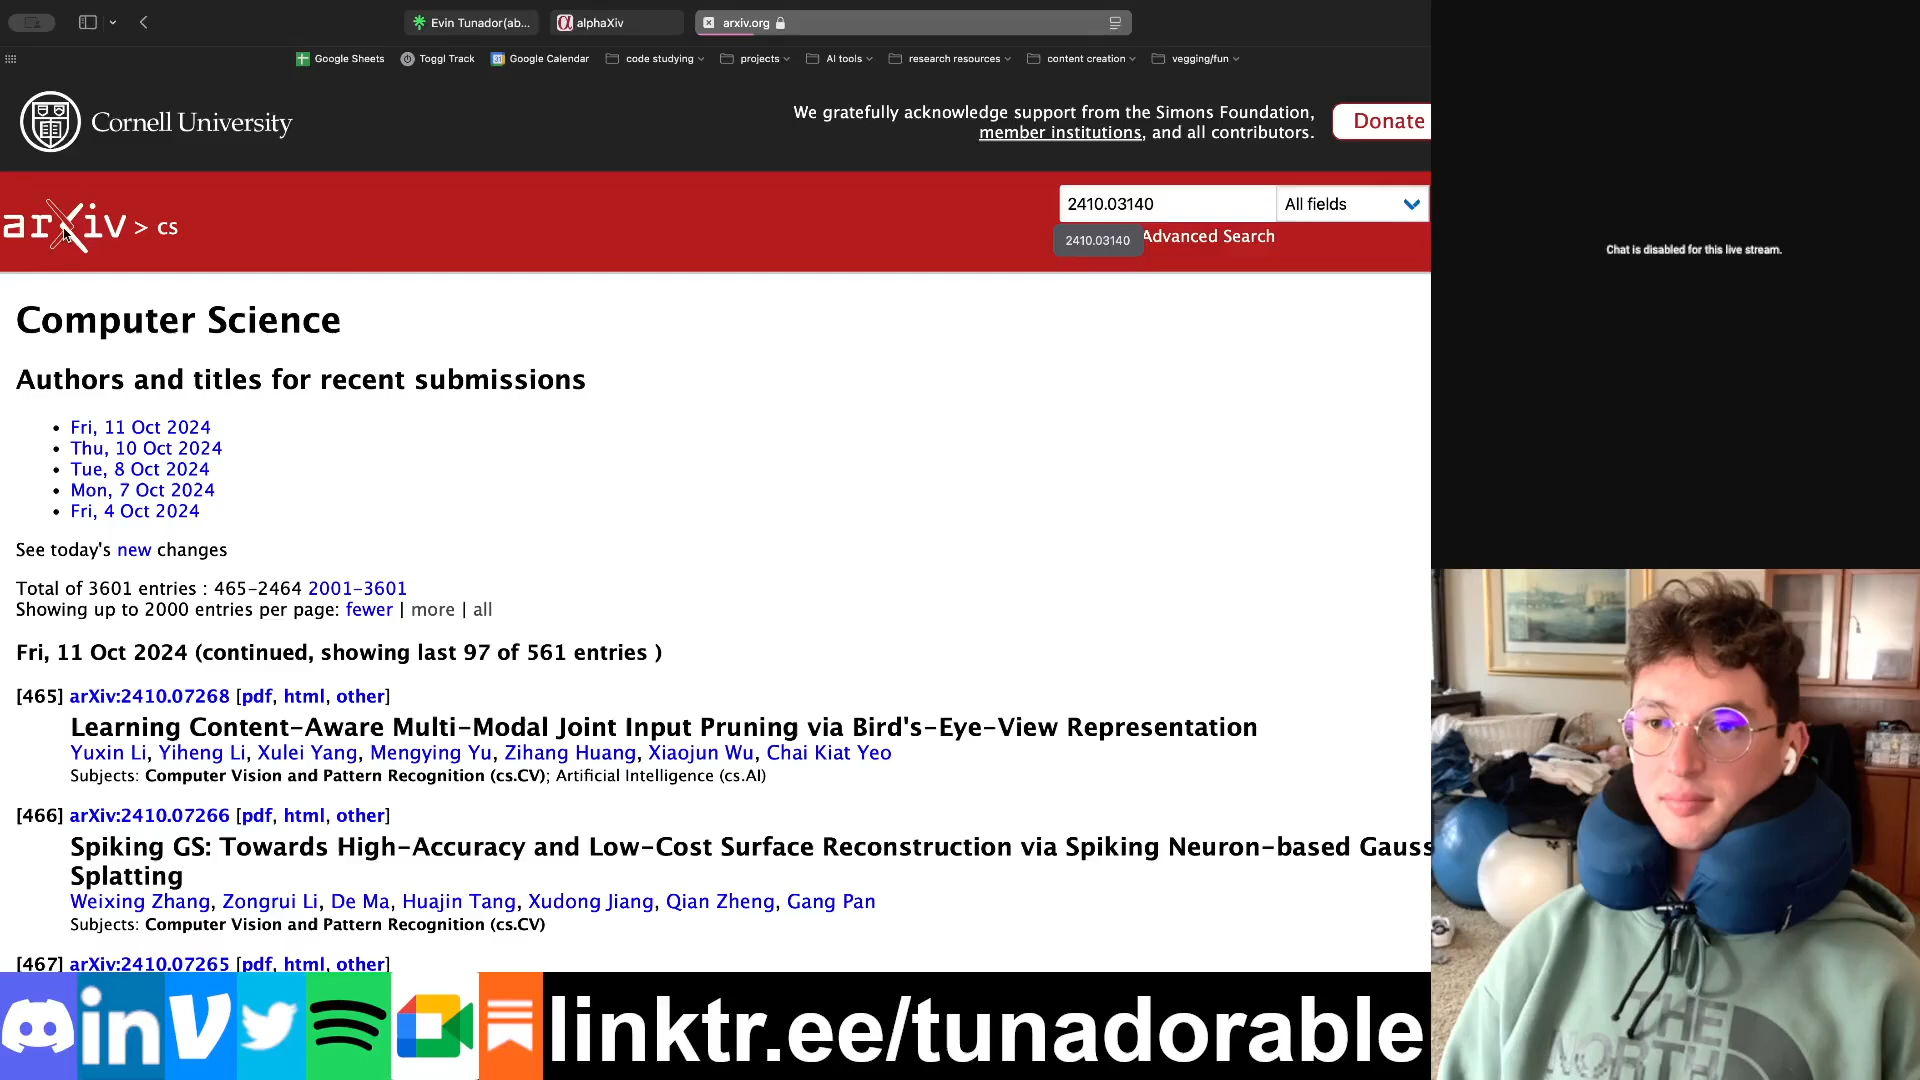 Evin Tunador(ab...
alphaXiv
arxiv.org
Google Sheets
Toggl Track
Google Calendar
code studying
projects
AI tools
research resources
content creation
vegging/fun
Cornell University
We gratefully acknowledge support from the Simons Foundation,
member institutions, and all contributors.
Donate
arXiv > cs
2410.03140
All fields
2410.03140
Advanced Search
Chat is disabled for this live stream.
Computer Science
Authors and titles for recent submissions
• Fri, 11 Oct 2024
• Thu, 10 Oct 2024
• Tue, 8 Oct 2024
• Mon, 7 Oct 2024
• Fri, 4 Oct 2024
See today's new changes
Total of 3601 entries : 465-2464 2001-3601
Showing up to 2000 entries per page: fewer | more | all
Fri, 11 Oct 2024 (continued, showing last 97 of 561 entries )
[465] arXiv:2410.07268 [pdf, html, other]
Learning Content-Aware Multi-Modal Joint Input Pruning via Bird's-Eye-View Representation
Yuxin Li, Yiheng Li, Xulei Yang, Mengying Yu, Zihang Huang, Xiaojun Wu, Chai Kiat Yeo
Subjects: Computer Vision and Pattern Recognition (cs.CV); Artificial Intelligence (cs.AI)
[466] arXiv:2410.07266 [pdf, html, other]
Spiking GS: Towards High-Accuracy and Low-Cost Surface Reconstruction via Spiking Neuron-based Gauss
Splatting
Weixing Zhang, Zongrui Li, De Ma, Huajin Tang, Xudong Jiang, Qian Zheng, Gang Pan
Subjects: Computer Vision and Pattern Recognition (cs.CV)
[467] arXiv:2410.07265 [pdf, html, other]
in
linktr.ee/tunadorable
THE
NORTH